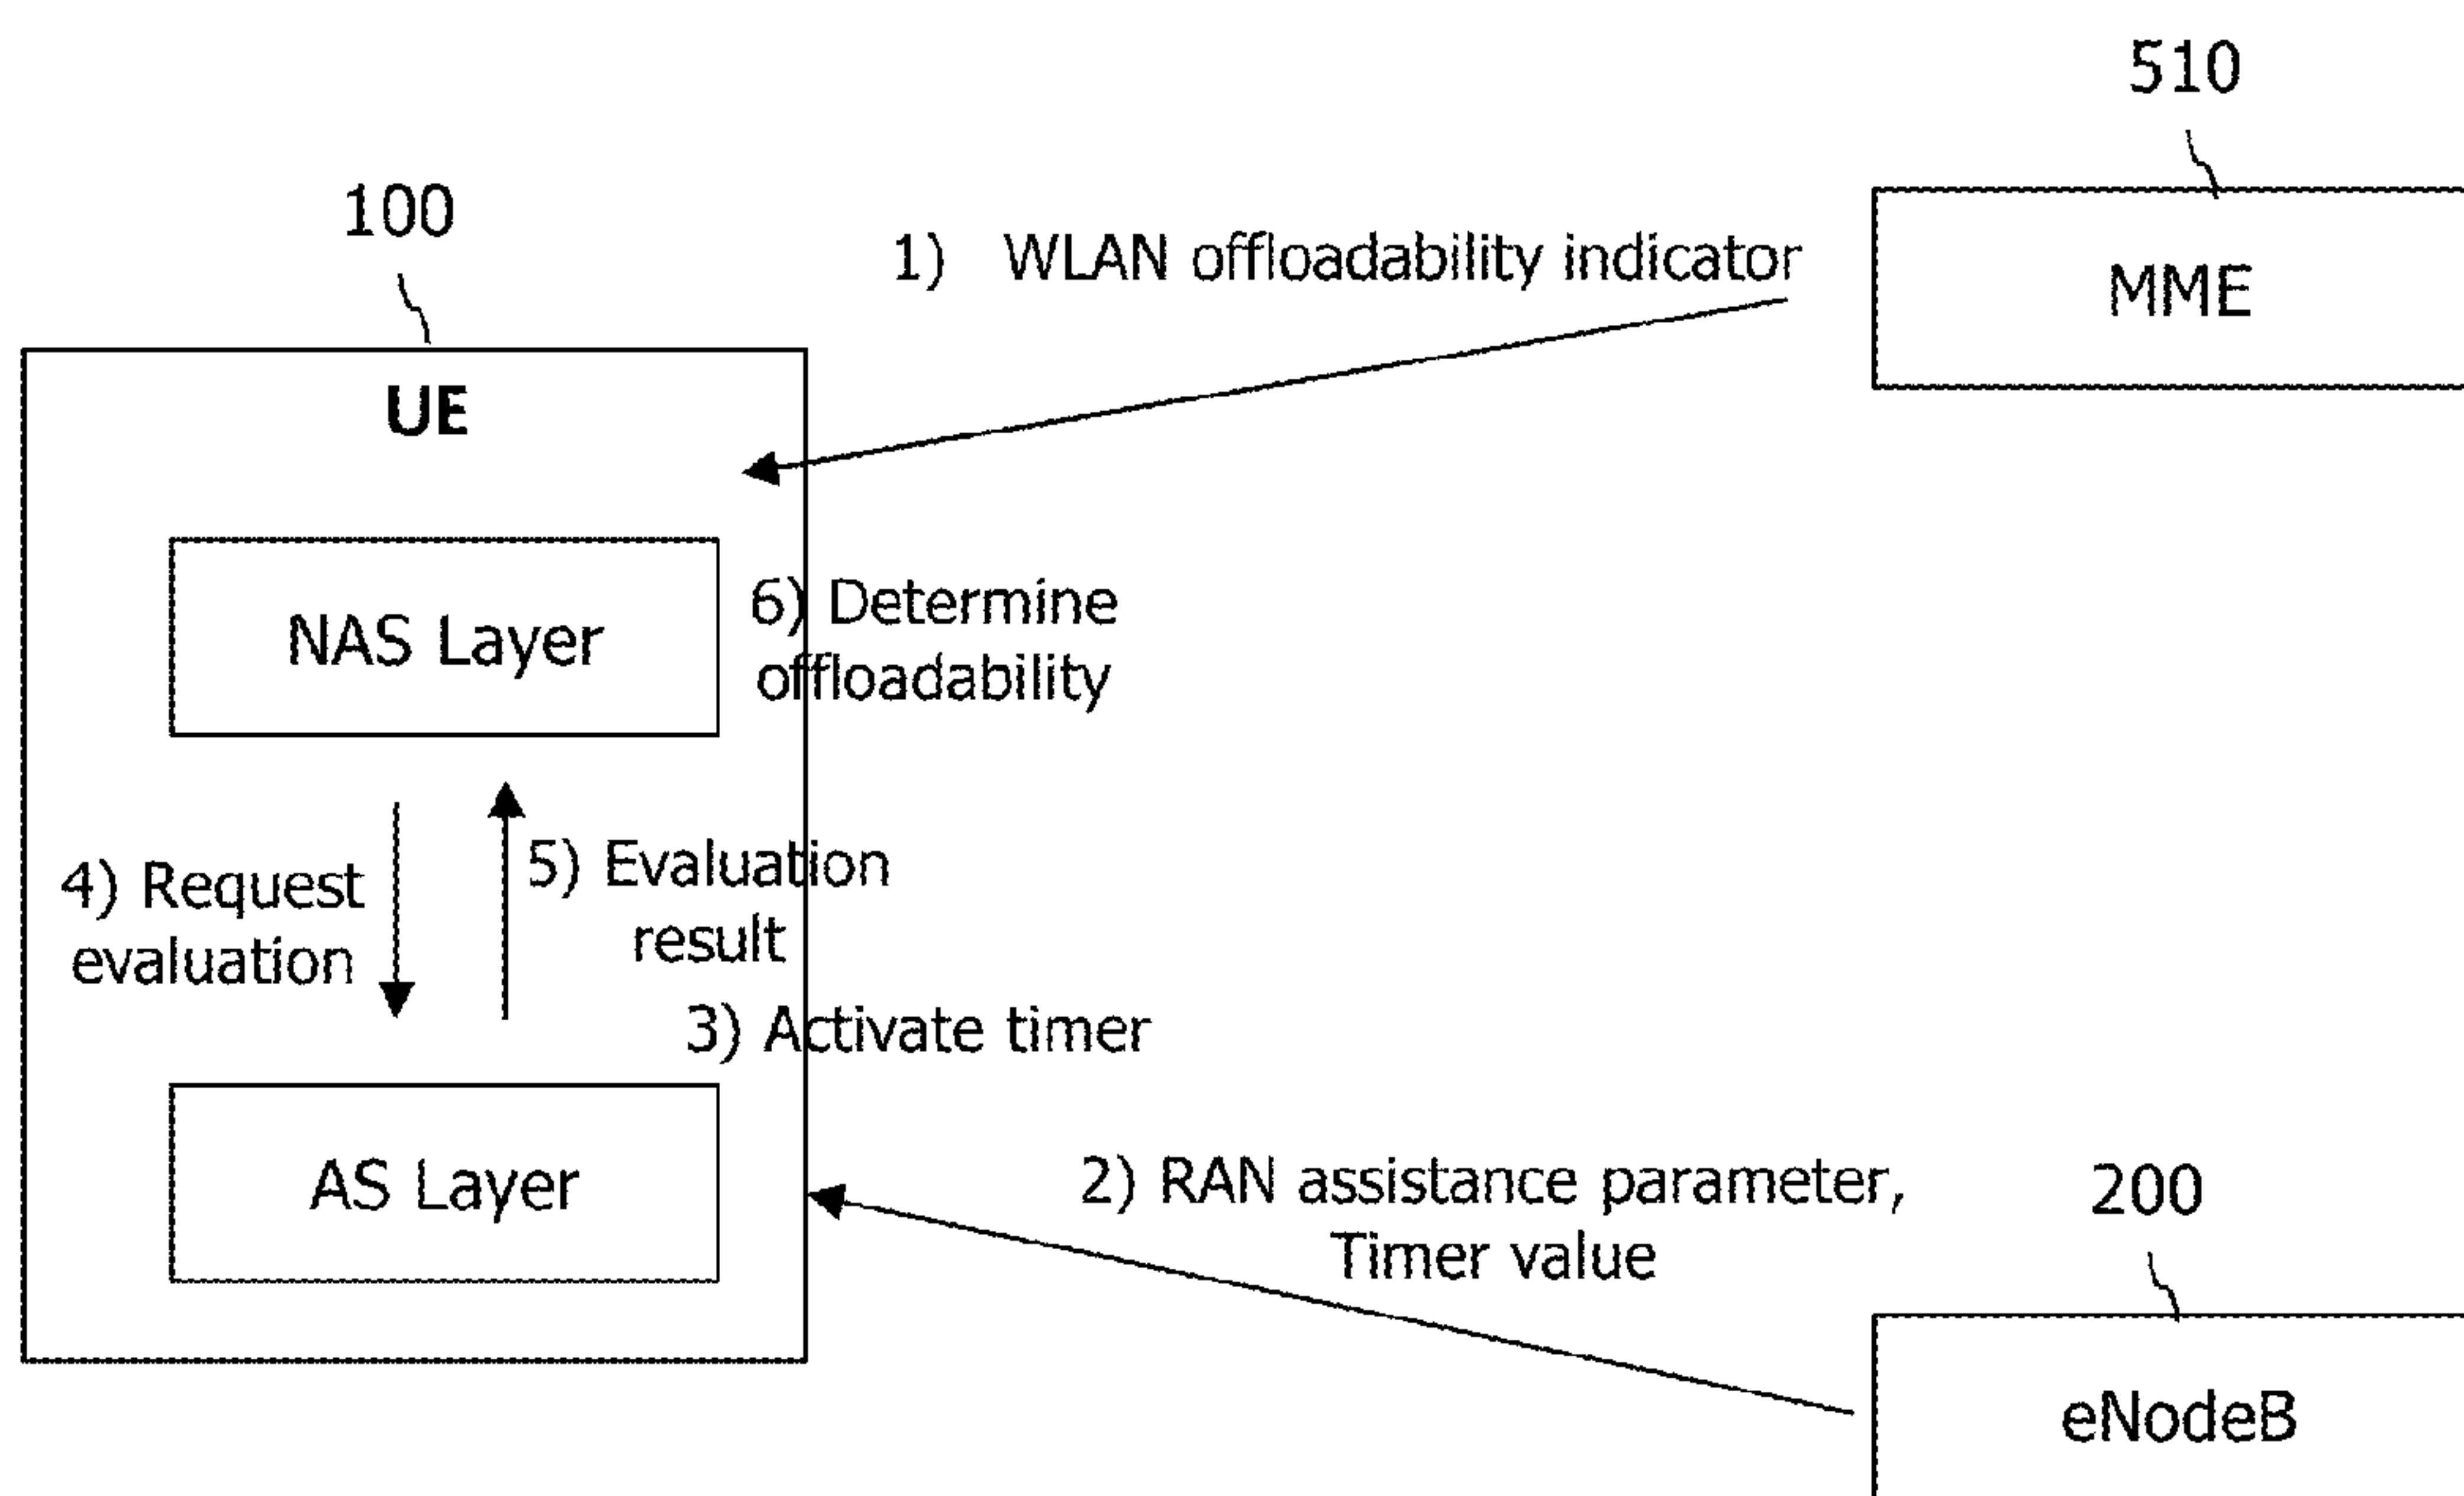 510
100
1) WLAN offloadability indicator
MME
UE
6) Determine
offloadability
NAS Layer
5) Evaluation
result
4) Request
evaluation
3) Activate timer
AS Layer
2) RAN assistance parameter,
Timer value
200
eNodeB